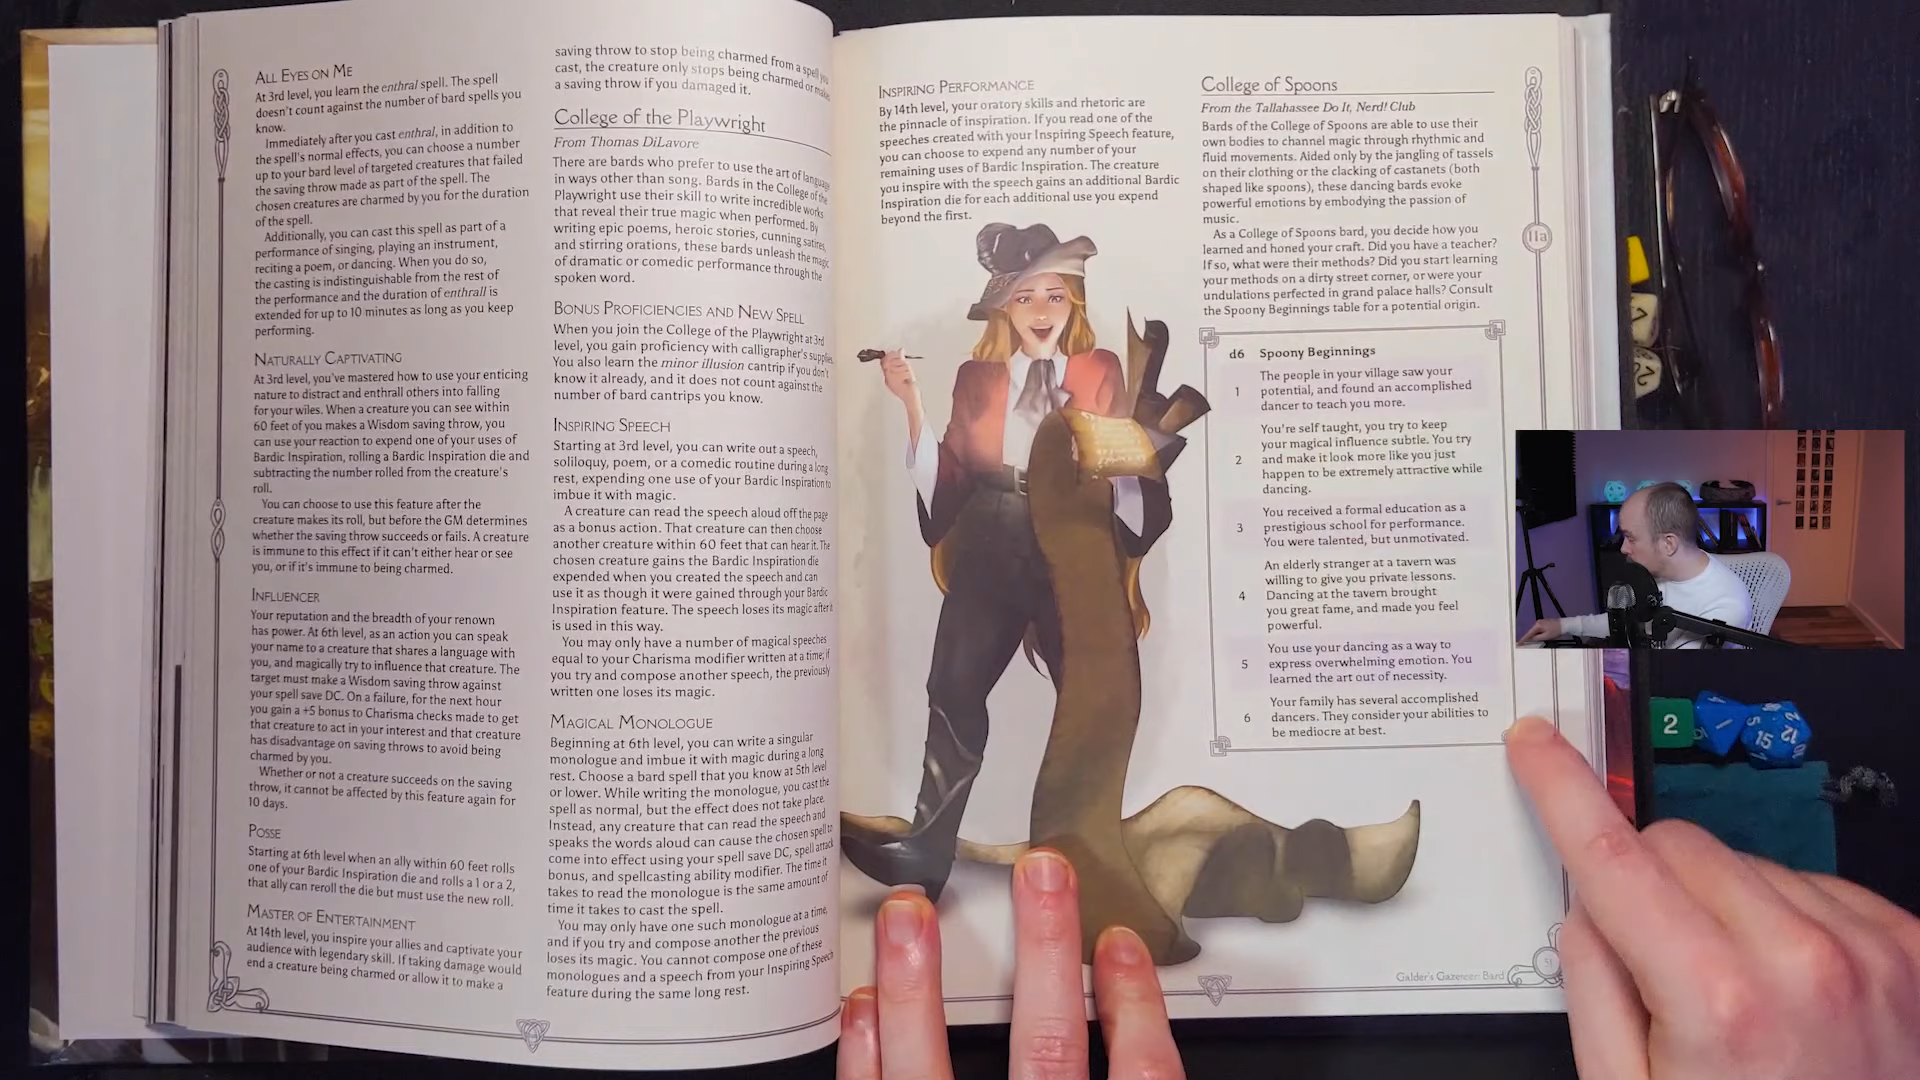 ALL EYES ON ME
At 3rd level, you learn the enthral spell. The spell
doesn't count against the number of bard spells you
know.
Immediately after you cast enthral, in addition to
the spell's normal effects, you can choose a number
up to your bard level of targeted creatures that failed
the saving throw made as part of the spell. The
chosen creatures are charmed by you for the duration
of the spell.
Additionally, you can cast this spell as part of a
performance of singing, playing an instrument,
reciting a poem, or dancing. When you do so,
the casting is indistinguishable from the rest of
the performance and the duration of enthrall is
extended for up to 10 minutes as long as you keep
performing.
NATURALLY CAPTIVATING
At 3rd level, you've mastered how to use your enticing
nature to distract and enthrall others into falling
for your wiles. When a creature you can see within
60 feet of you makes a Wisdom saving throw, you
can use your reaction to expend one of your uses of
Bardic Inspiration, rolling a Bardic Inspiration die and
subtracting the number rolled from the creature's
roll.
You can choose to use this feature after the
creature makes its roll, but before the GM determines
whether the saving throw succeeds or fails. A creature
is immune to this effect if it can't either hear or see
you, or if it's immune to being charmed.
INFLUENCER
Your reputation and the breadth of your renown
has power. At 6th level, as an action you can speak
your name to a creature that shares a language with
you, and magically try to influence that creature. The
target must make a Wisdom saving throw against
your spell save DC. On a failure, for the next hour
you gain a +5 bonus to Charisma checks made to get
that creature to act in your interest and that creature
has disadvantage on saving throws to avoid being
charmed by you.
Whether or not a creature succeeds on the saving
throw, it cannot be affected by this feature again for
10 days.
POSSE
Starting at 6th level when an ally within 60 feet rolls
one of your Bardic Inspiration die and rolls a 1 or a 2,
that ally can reroll the die but must use the new roll.
MASTER OF ENTERTAINMENT
At 14th level, you inspire your allies and captivate your
audience with legendary skill. If taking damage would
end a creature being charmed or allow it to make a
saving throw to stop being charmed from a spell you
cast, the creature only stops being charmed or makes
a saving throw if you damaged it.
College of the Playwright
From Thomas DiLavore
There are bards who prefer to use the art of language
in ways other than song. Bards in the College of the
Playwright use their skill to write incredible works
that reveal their true magic when performed. By
writing epic poems, heroic stories, cunning satires,
and stirring orations, these bards unleash the magic
of dramatic or comedic performance through the
spoken word.
BONUS PROFICIENCIES AND NEW SPELL
When you join the College of the Playwright at 3rd
level, you gain proficiency with calligrapher's supplies.
You also learn the minor illusion cantrip if you don't
know it already, and it does not count against the
number of bard cantrips you know.
INSPIRING SPEECH
Starting at 3rd level, you can write out a speech,
soliloquy, poem, or a comedic routine during a long
rest, expending one use of your Bardic Inspiration to
imbue it with magic.
A creature can read the speech aloud off the page
as a bonus action. That creature can then choose
another creature within 60 feet that can hear it. The
chosen creature gains the Bardic Inspiration die
expended when you created the speech and can
use it as though it were gained through your Bardic
Inspiration feature. The speech loses its magic after it
is used in this way.
You may only have a number of magical speeches
equal to your Charisma modifier written at a time; if
you try and compose another speech, the previously
written one loses its magic.
MAGICAL MONOLOGUE
Beginning at 6th level, you can write a singular
monologue and imbue it with magic during a long
rest. Choose a bard spell that you know at 5th level
or lower. While writing the monologue, you cast the
spell as normal, but the effect does not take place.
Instead, any creature that can read the speech and
speaks the words aloud can cause the chosen spell to
come into effect using your spell save DC, spell attack
bonus, and spellcasting ability modifier. The time it
takes to read the monologue is the same amount of
time it takes to cast the spell.
You may only have one such monologue at a time,
and if you try and compose another the previous
loses its magic. You cannot compose one of these
monologues and a speech from your Inspiring Speech
feature during the same long rest.
INSPIRING PERFORMANCE
By 14th level, your oratory skills and rhetoric are
the pinnacle of inspiration. If you read one of the
speeches created with your Inspiring Speech feature,
you can choose to expend any number of your
remaining uses of Bardic Inspiration. The creature
you inspire with the speech gains an additional Bardic
Inspiration die for each additional use you expend
beyond the first.
College of Spoons
From the Tallahassee Do It, Nerd! Club
Bards of the College of Spoons are able to use their
own bodies to channel magic through rhythmic and
fluid movements. Aided only by the jangling of tassels
on their clothing or the clacking of castanets (both
shaped like spoons), these dancing bards evoke
powerful emotions by embodying the passion of
music.
As a College of Spoons bard, you decide how you
learned and honed your craft. Did you have a teacher?
If so, what were their methods? Did you start learning
your methods on a dirty street corner, or were your
undulations perfected in grand palace halls? Consult
the Spoony Beginnings table for a potential origin.
d6 Spoony Beginnings
The people in your village saw your
1 potential, and found an accomplished
dancer to teach you more.
You're self taught, you try to keep
your magical influence subtle. You try
2 and make it look more like you just
happen to be extremely attractive while
dancing.
You received a formal education as a
3 prestigious school for performance.
You were talented, but unmotivated.
An elderly stranger at a tavern was
willing to give you private lessons.
4 Dancing at the tavern brought
you great fame, and made you feel
powerful.
You use your dancing as a way to
5 express overwhelming emotion. You
learned the art out of necessity.
Your family has several accomplished
6 dancers. They consider your abilities to
be mediocre at best.
11a
Galder's Gazeteer: Bard
51
2
15
12